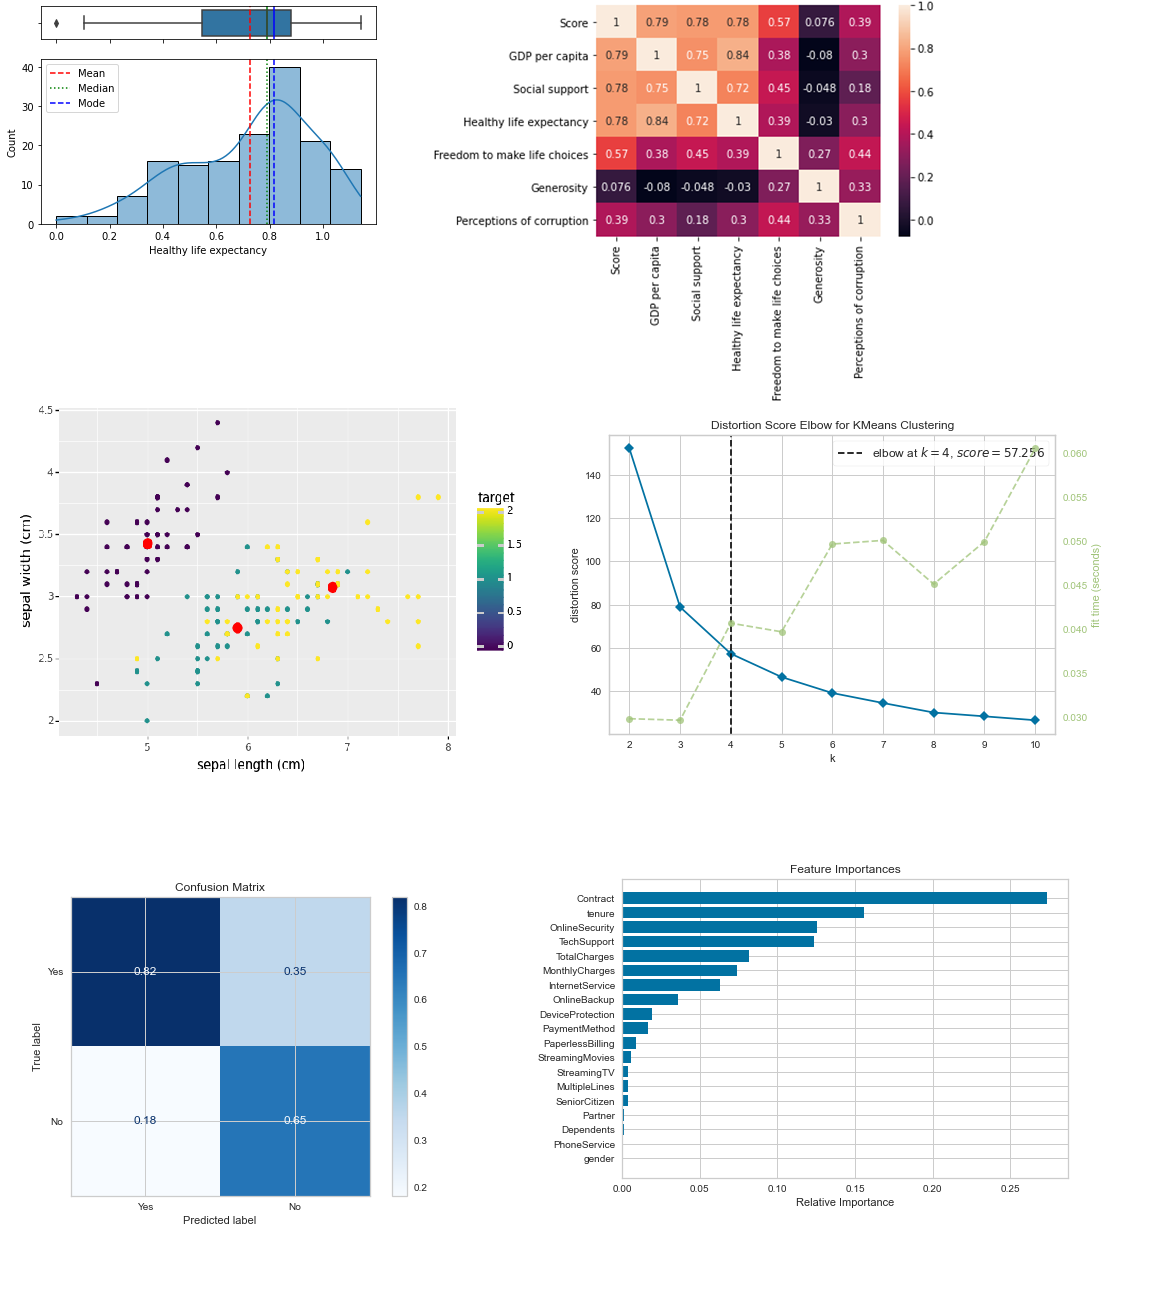 40
30
20
10
0
Count
Mean
Median
Mode
0.0 0.2 0.4 0.6 0.8 1.0
Healthy life expectancy
Score 1 0.79 0.78 0.78 0.57 0.076 0.39
GDP per capita 0.79 1 0.75 0.84 0.38 -0.08 0.3
Social support 0.78 0.75 1 0.72 0.45 -0.048 0.18
Healthy life expectancy 0.78 0.84 0.72 1 0.39 -0.03 0.3
Freedom to make life choices 0.57 0.38 0.45 0.39 1 0.27 0.44
Generosity 0.076 -0.08 -0.048 -0.03 0.27 1 0.33
Perceptions of corruption 0.39 0.3 0.18 0.3 0.44 0.33 1
Score
GDP per capita
Social support
Healthy life expectancy
Freedom to make life choices
Generosity
Perceptions of corruption
1.0
0.8
0.6
0.4
0.2
0.0
4.5
4
3.5
3
2.5
2
sepal width (cm)
5 6 7 8
sepal length (cm)
target
2
1.5
1
0.5
0
Distortion Score Elbow for KMeans Clustering
elbow at k = 4, score = 57.256
140
120
100
80
60
40
distortion score
2 3 4 5 6 7 8 9 10
k
0.060
0.055
0.050
0.045
0.040
0.035
0.030
fit time (seconds)
Confusion Matrix
Yes 0.82 0.35
No 0.18 0.65
True label
Yes No
Predicted label
0.8
0.7
0.6
0.5
0.4
0.3
0.2
Feature Importances
Contract
tenure
OnlineSecurity
TechSupport
TotalCharges
MonthlyCharges
InternetService
OnlineBackup
DeviceProtection
PaymentMethod
PaperlessBilling
StreamingMovies
StreamingTV
MultipleLines
SeniorCitizen
Partner
Dependents
PhoneService
gender
0.00 0.05 0.10 0.15 0.20 0.25
Relative Importance